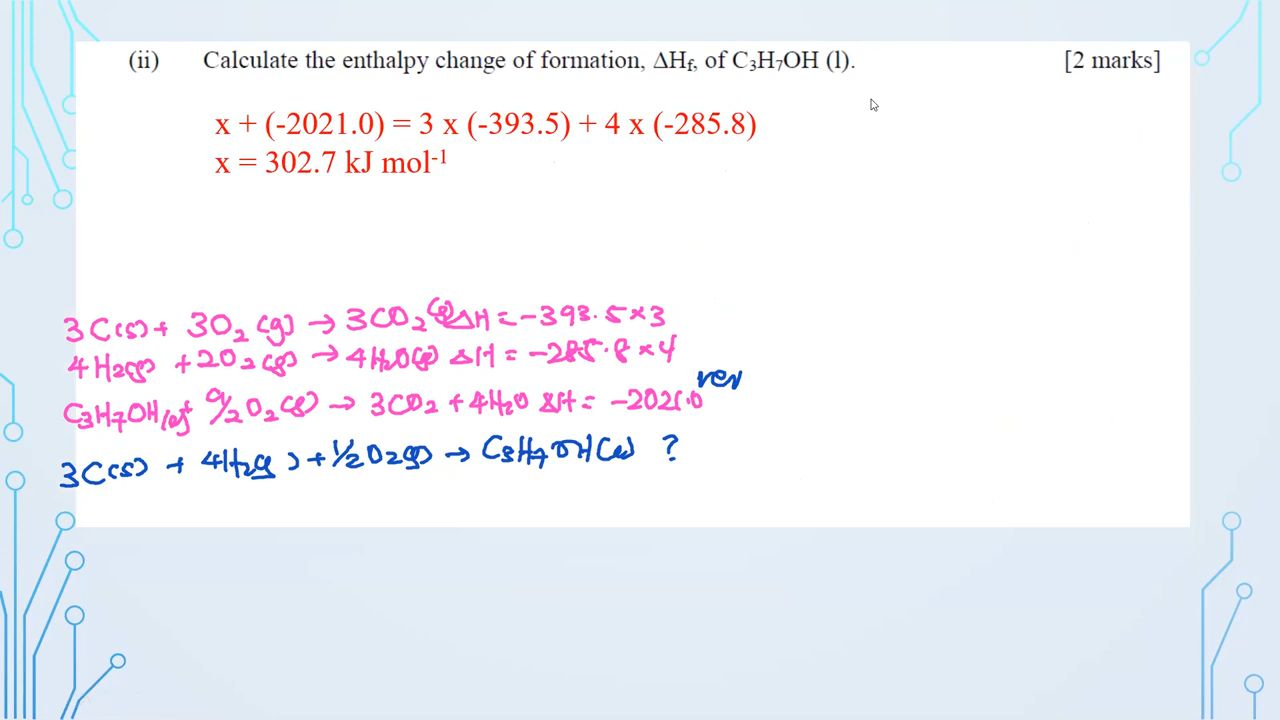 (ii) Calculate the enthalpy change of formation, ΔHf, of C₃H₇OH (l). [2 marks]
x + (-2021.0) = 3 x (-393.5) + 4 x (-285.8)
x = 302.7 kJ mol⁻¹
3C(s) + 3O₂(g) → 3CO₂(g) ΔH = -393.5×3
4H₂(g) + 2O₂(g) → 4H₂O(l) ΔH = -285.8×4
C₃H₇OH(l) + 9/2O₂(g) → 3CO₂ + 4H₂O ΔH = -2021.0 rev
3C(s) + 4H₂(g) + 1/2O₂(g) → C₃H₇OH(l) ?